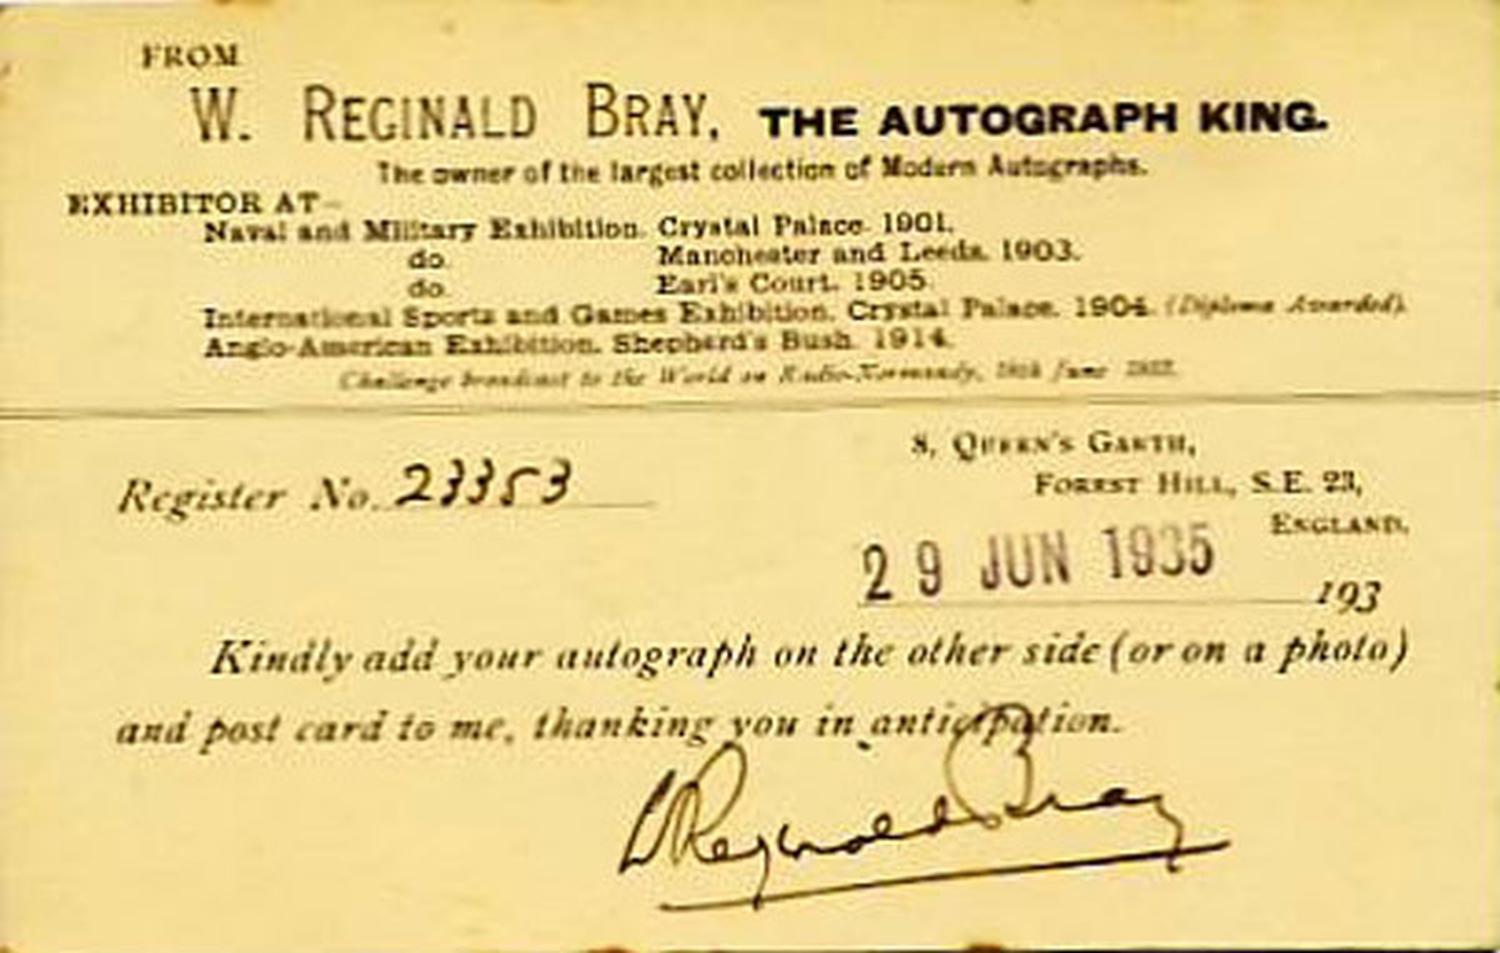 FROM
W. REGINALD BRAY, THE AUTOGRAPH KING.
The owner of the largest collection of Modern Autographs.
EXHIBITOR AT—
Naval and Military Exhibition. Crystal Palace. 1901.
do. Manchester and Leeds. 1903.
do. Earl's Court. 1905.
International Sports and Games Exhibition. Crystal Palace. 1904. (Diploma Awarded).
Anglo-American Exhibition. Shepherd's Bush. 1914.
Challenge broadcast to the World on Radio-Normandy, June
8, QUEEN'S GARTH,
Register No. 23353
FOREST HILL, S.E. 23,
ENGLAND.
29 JUN 1935
193
Kindly add your autograph on the other side (or on a photo)
and post card to me, thanking you in anticipation.
W Reginald Bray